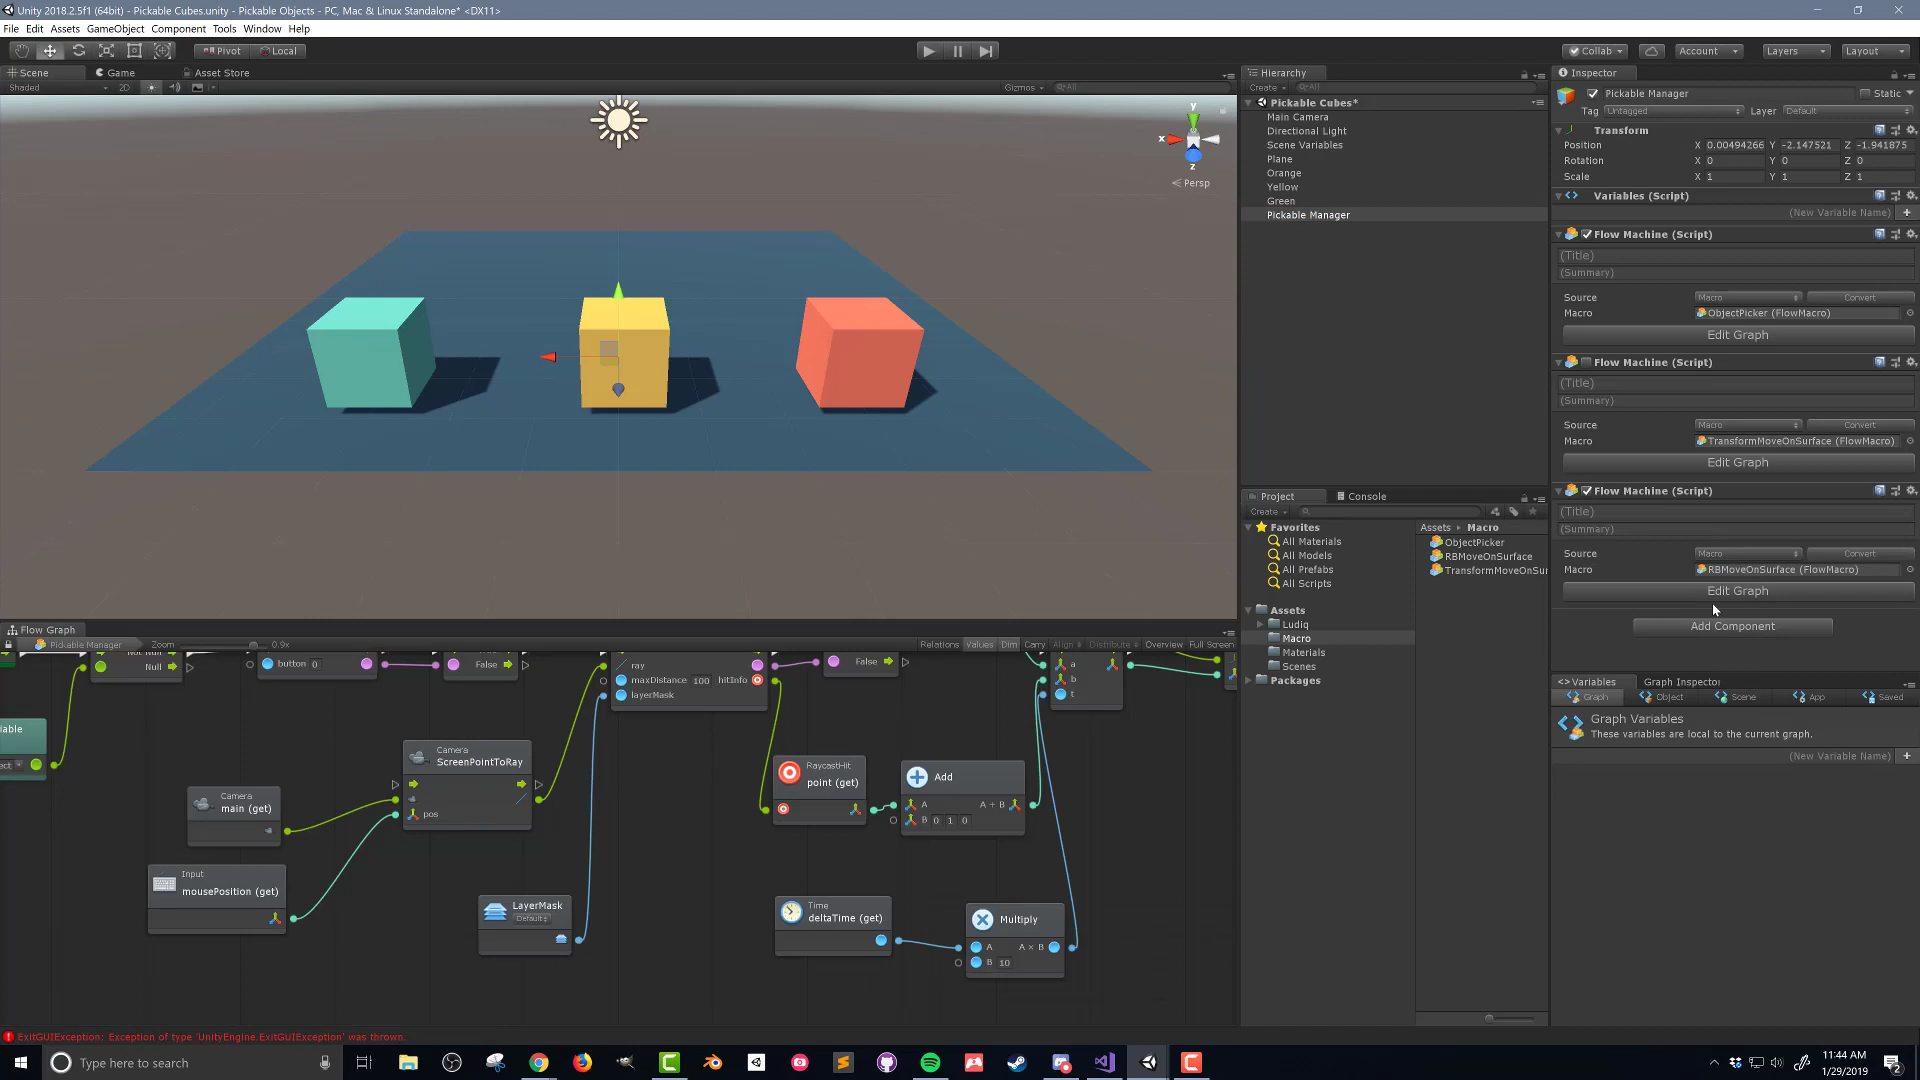 Unity 2018.2.5f1 (64bit) - Pickable Cubes.unity - Pickable Objects - PC, Mac & Linux Standalone* <DX11>
File Edit Assets GameObject Component Tools Window Help
Pivot Local
Collab Account Layers Layout
Scene Game Asset Store
Shaded 2D Gizmos All
y
x
z
Persp
Hierarchy
Create All
Pickable Cubes*
Main Camera
Directional Light
Scene Variables
Plane
Orange
Yellow
Green
Pickable Manager
Inspector
Pickable Manager Static
Tag Untagged Layer Default
Transform
Position X 0.00494266 Y -2.147521 Z -1.941875
Rotation X 0 Y 0 Z 0
Scale X 1 Y 1 Z 1
Variables (Script)
(New Variable Name)
Flow Machine (Script)
(Title)
(Summary)
Source Macro Convert
Macro ObjectPicker (FlowMacro)
Edit Graph
Flow Machine (Script)
(Title)
(Summary)
Source Macro Convert
Macro TransformMoveOnSurface (FlowMacro)
Edit Graph
Flow Machine (Script)
(Title)
(Summary)
Source Macro Convert
Macro RBMoveOnSurface (FlowMacro)
Edit Graph
Add Component
Project Console
Create
Favorites
All Materials
All Models
All Prefabs
All Scripts
Assets
Ludiq
Macro
Materials
Scenes
Packages
Assets Macro
ObjectPicker
RBMoveOnSurface
TransformMoveOnSur
Variables Graph Inspector
Graph Object Scene App Saved
Graph Variables
These variables are local to the current graph.
(New Variable Name)
Flow Graph
Pickable Manager Zoom 0.9x Relations Values Dim Carry Align Distribute Overview Full Screen
Null
button 0
False
ray
maxDistance 100 hitInfo
layerMask
False
a
b
t
iable
ect
Camera
ScreenPointToRay
pos
Camera
main (get)
Input
mousePosition (get)
LayerMask
Default
RaycastHit
point (get)
Add
A A + B
B 0 1 0
Time
deltaTime (get)
Multiply
A A × B
B 10
ExitGUIException: Exception of type 'UnityEngine.ExitGUIException' was thrown.
Type here to search
11:44 AM
1/29/2019
2